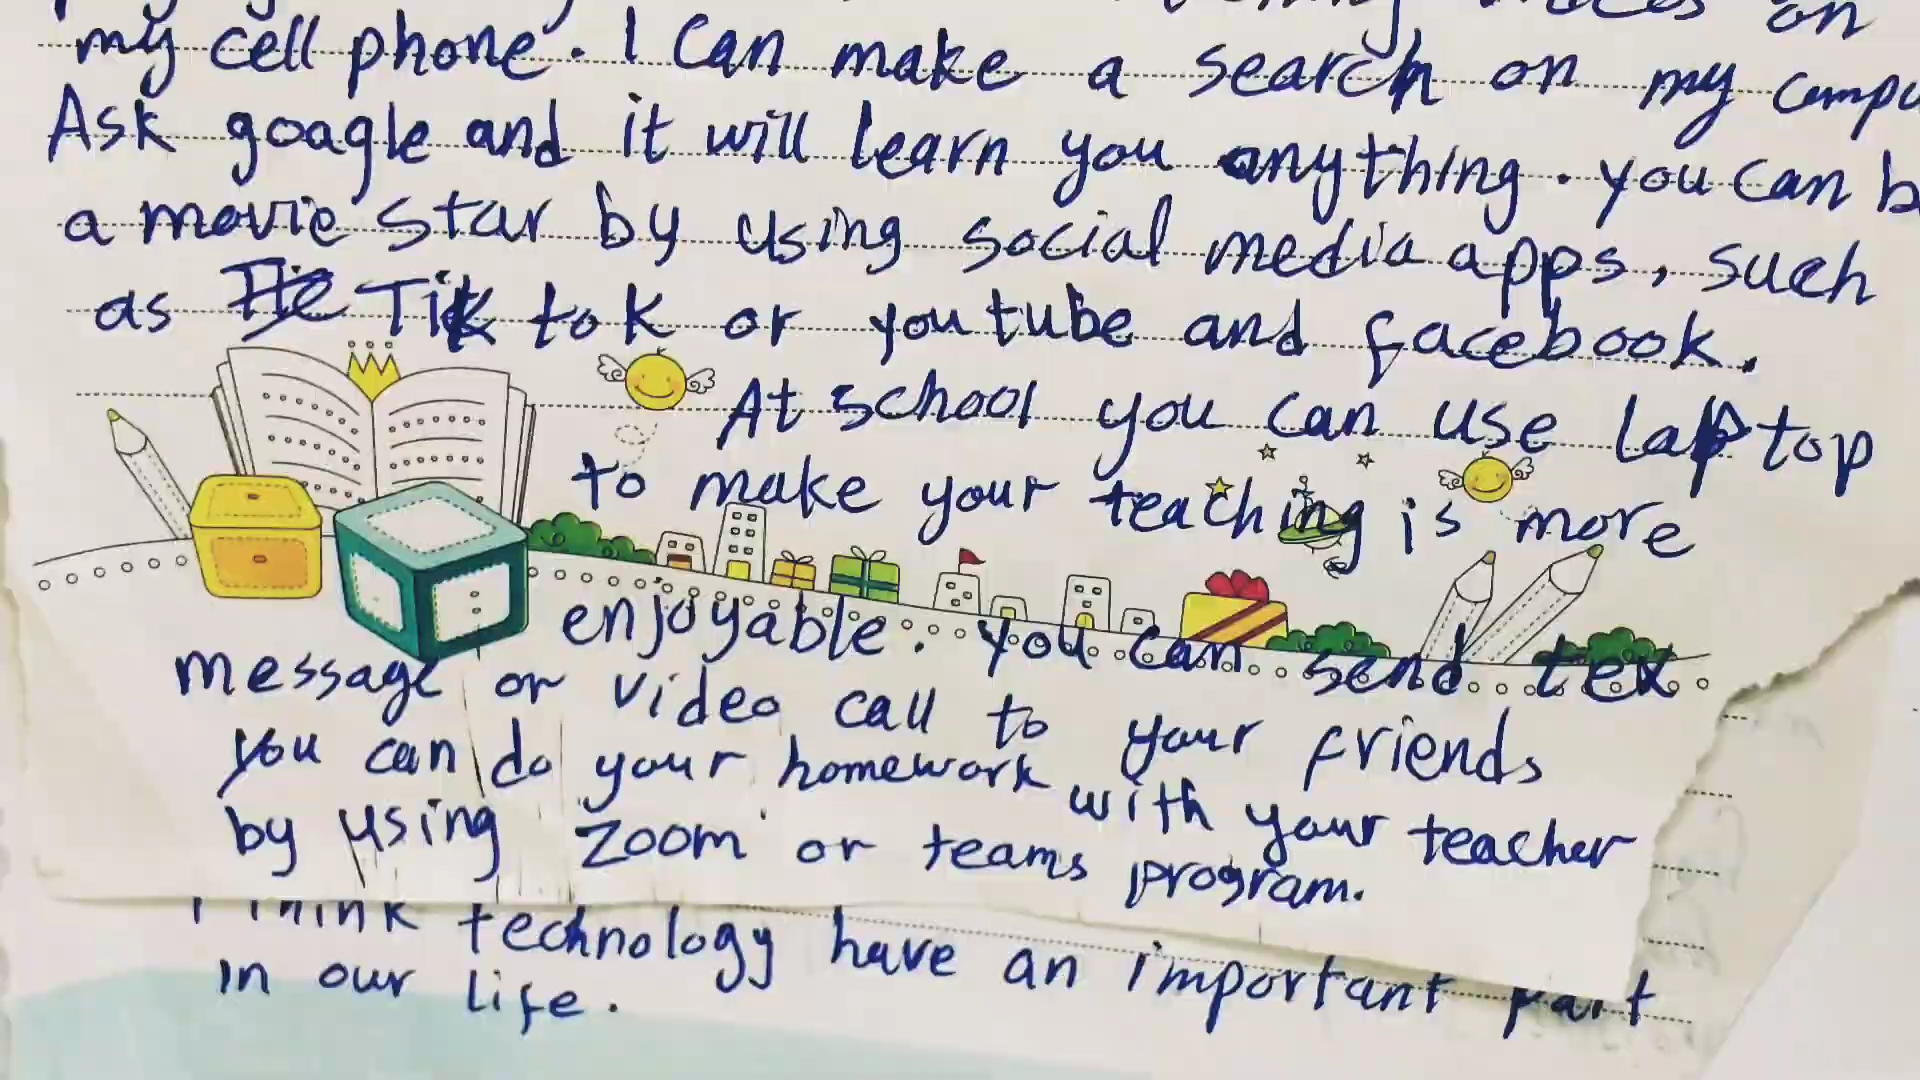 on
my cell phone. I can make a search on my
Ask goagle and it will learn you anything. you can
a movie star by using social media apps, such
as Tik tok or youtube and facebook.
At school you can use laptop
to make your teaching is more
enjoyable. you can send tex
message or video call to your friends
you can do your homework with your teacher
by using zoom or teams program.
I think technology have an important part
in our life.